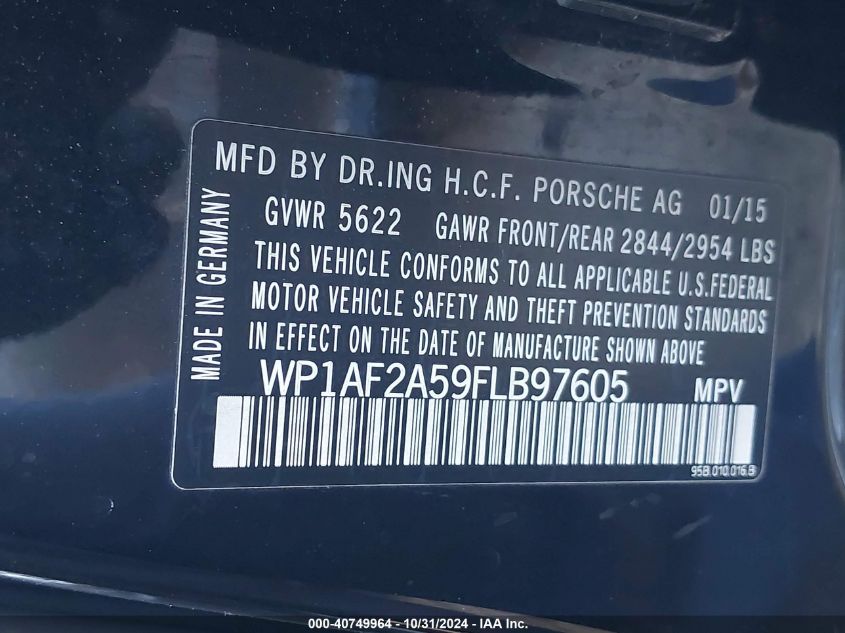 MFD BY DR.ING H.C.F. PORSCHE AG 01/15
GVWR 5622 GAWR FRONT/REAR 2844/2954 LBS
THIS VEHICLE CONFORMS TO ALL APPLICABLE U.S.FEDERAL
MOTOR VEHICLE SAFETY AND THEFT PREVENTION STANDARDS
IN EFFECT ON THE DATE OF MANUFACTURE SHOWN ABOVE
WP1AF2A59FLB97605 MPV
95B.010.016.B
MADE IN GERMANY
000-40749964 - 10/31/2024 - IAA Inc.